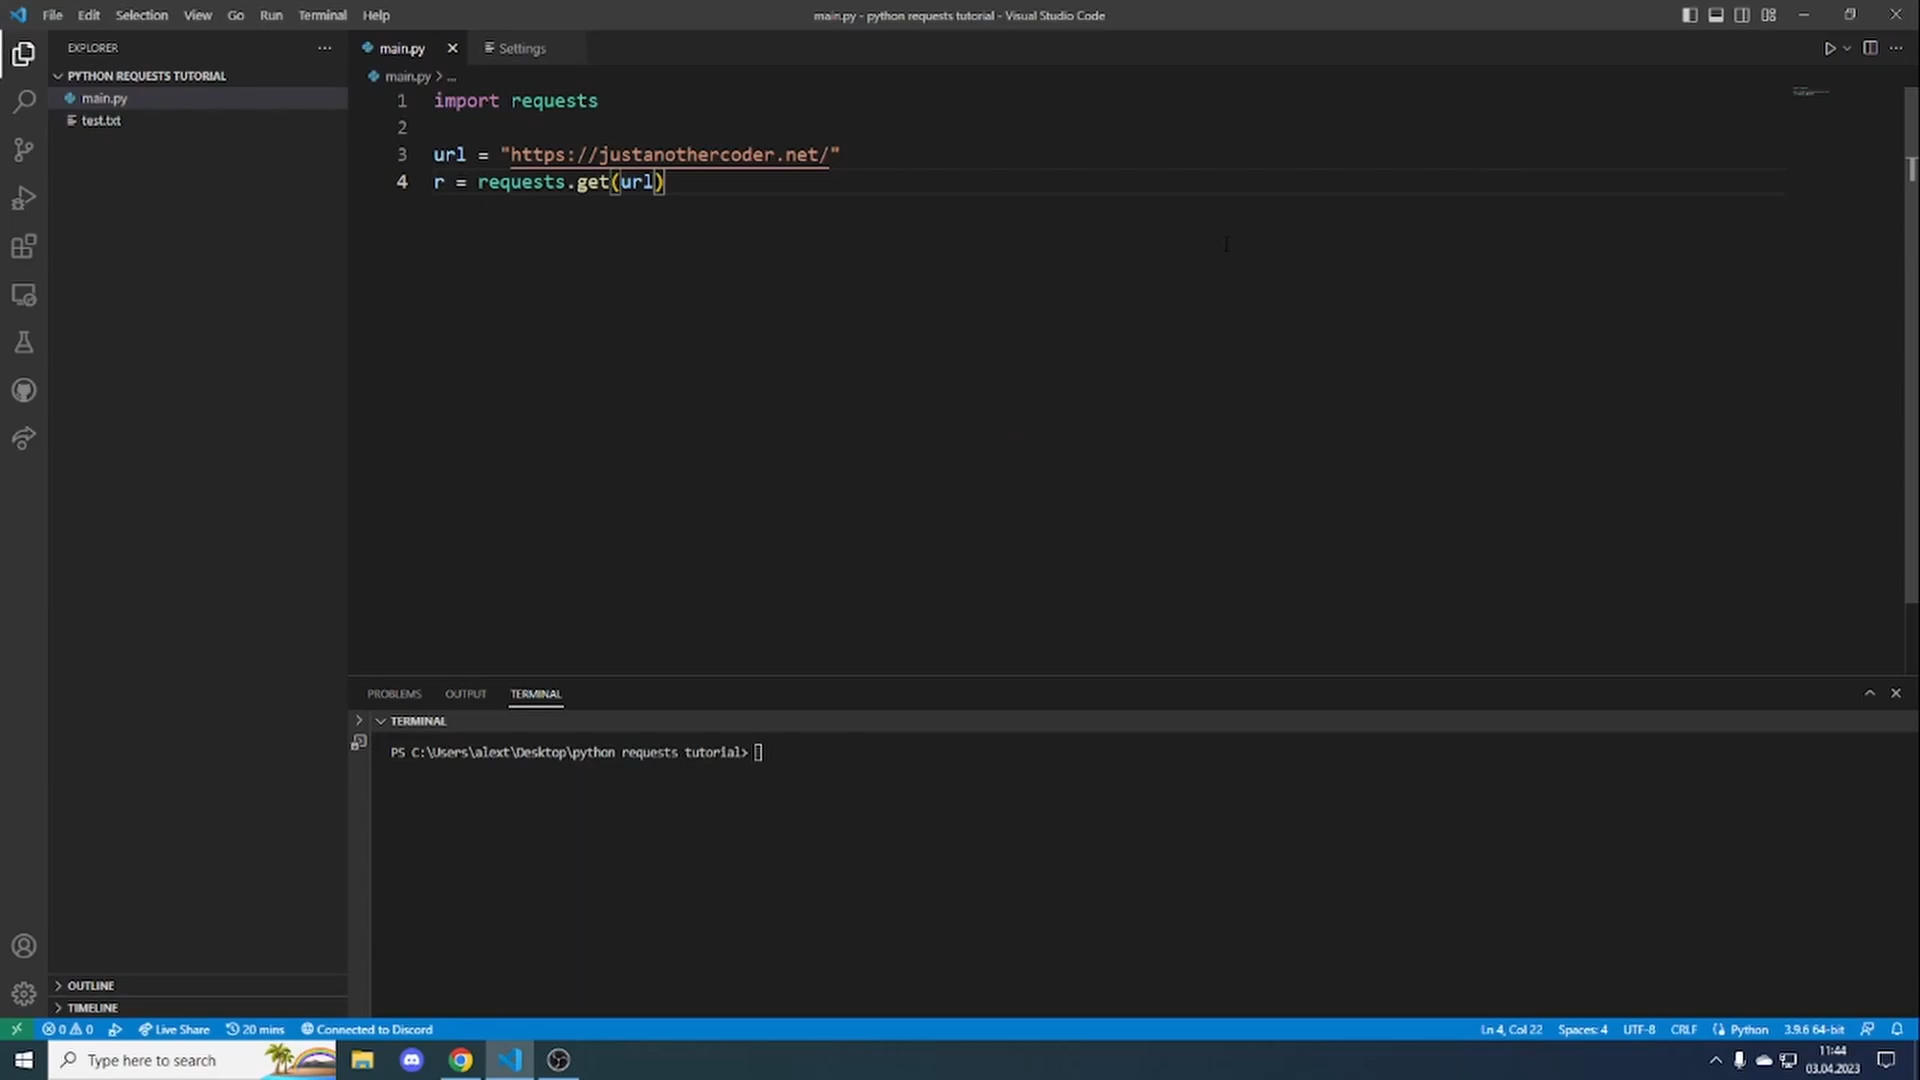 File Edit Selection View Go Run Terminal Help
main.py - python requests tutorial - Visual Studio Code
EXPLORER
PYTHON REQUESTS TUTORIAL
main.py
test.txt
OUTLINE
TIMELINE
main.py Settings
main.py > ...
1 import requests
2
3 url = "https://justanothercoder.net/"
4 r = requests.get(url)
PROBLEMS OUTPUT TERMINAL
TERMINAL
PS C:\Users\alext\Desktop\python requests tutorial>
0 0 Live Share 20 mins Connected to Discord Ln 4, Col 22 Spaces: 4 UTF-8 CRLF Python 3.9.6 64-bit
Type here to search
11:44
03.04.2023